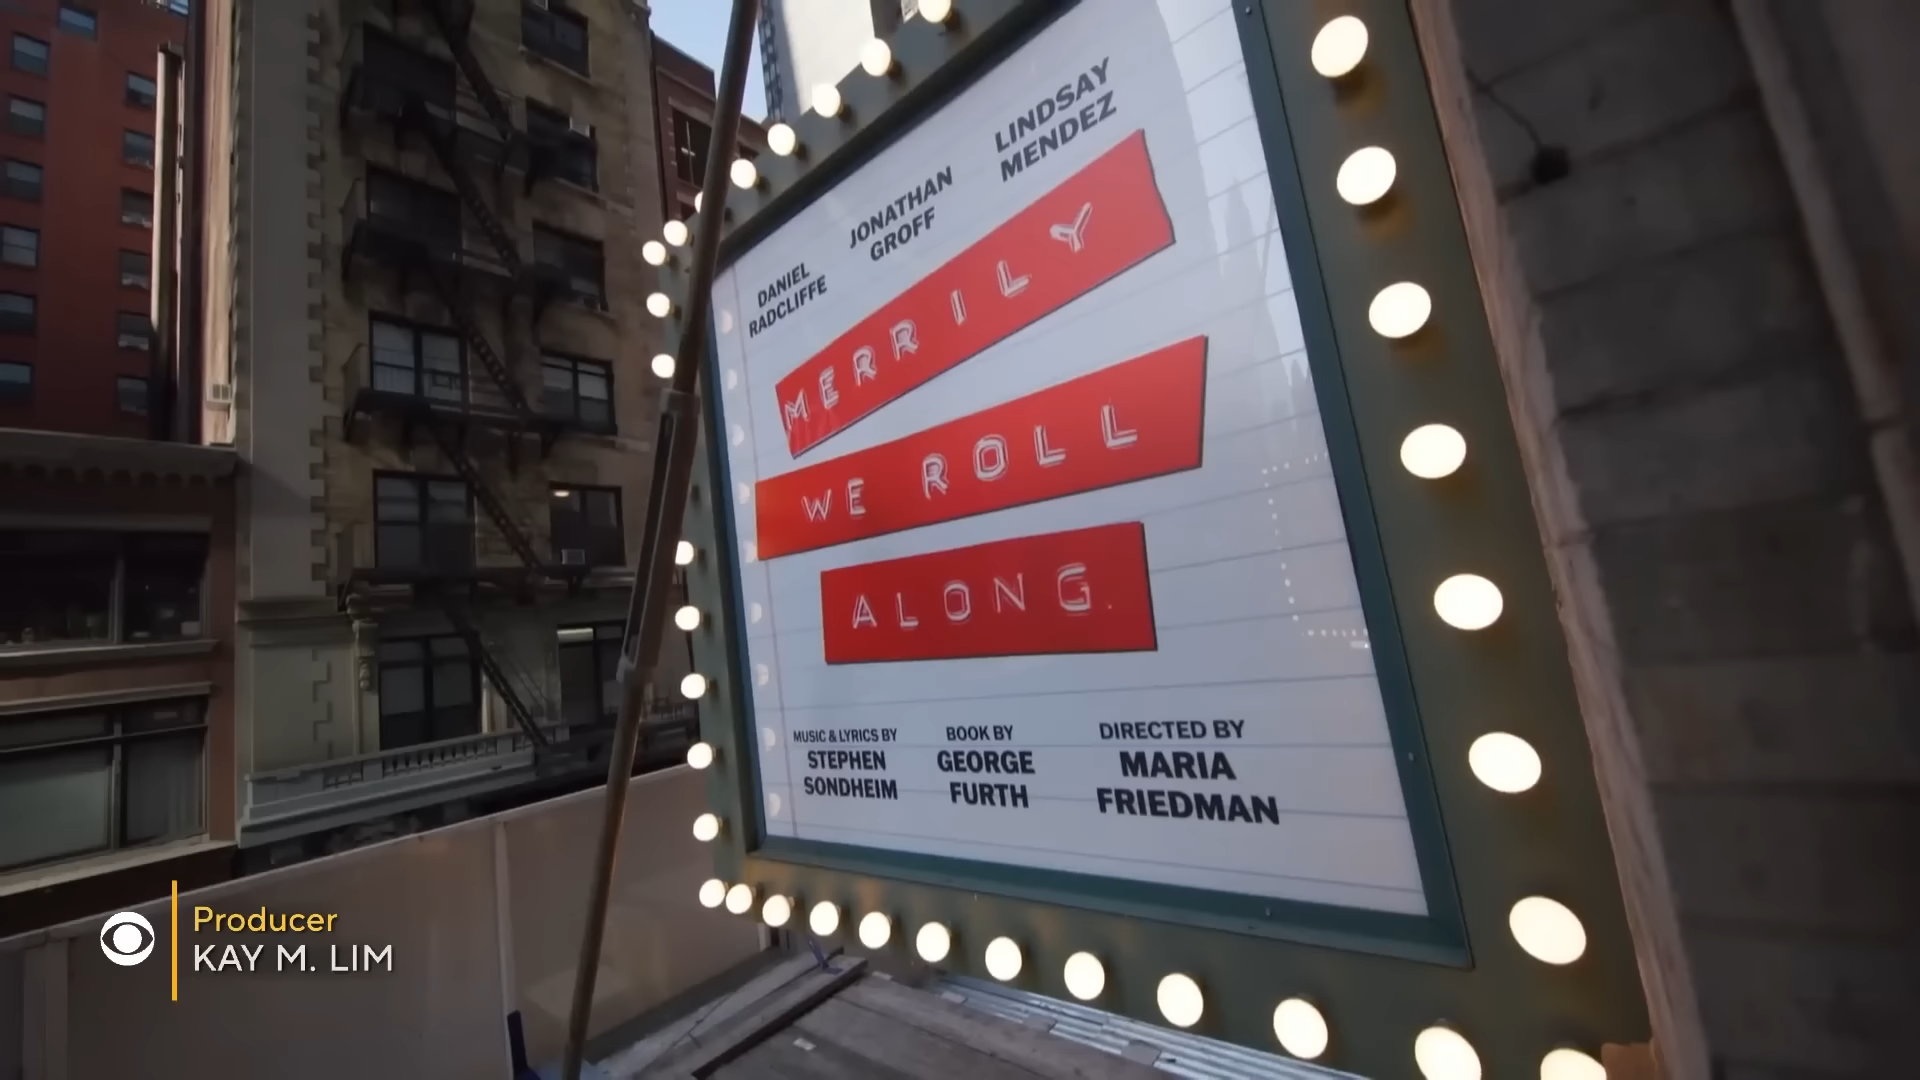 DANIEL
RADCLIFFE
JONATHAN
GROFF
LINDSAY
MENDEZ
MERRILY
WE ROLL
ALONG
MUSIC & LYRICS BY
STEPHEN
SONDHEIM
BOOK BY
GEORGE
FURTH
DIRECTED BY
MARIA
FRIEDMAN
Producer
KAY M. LIM